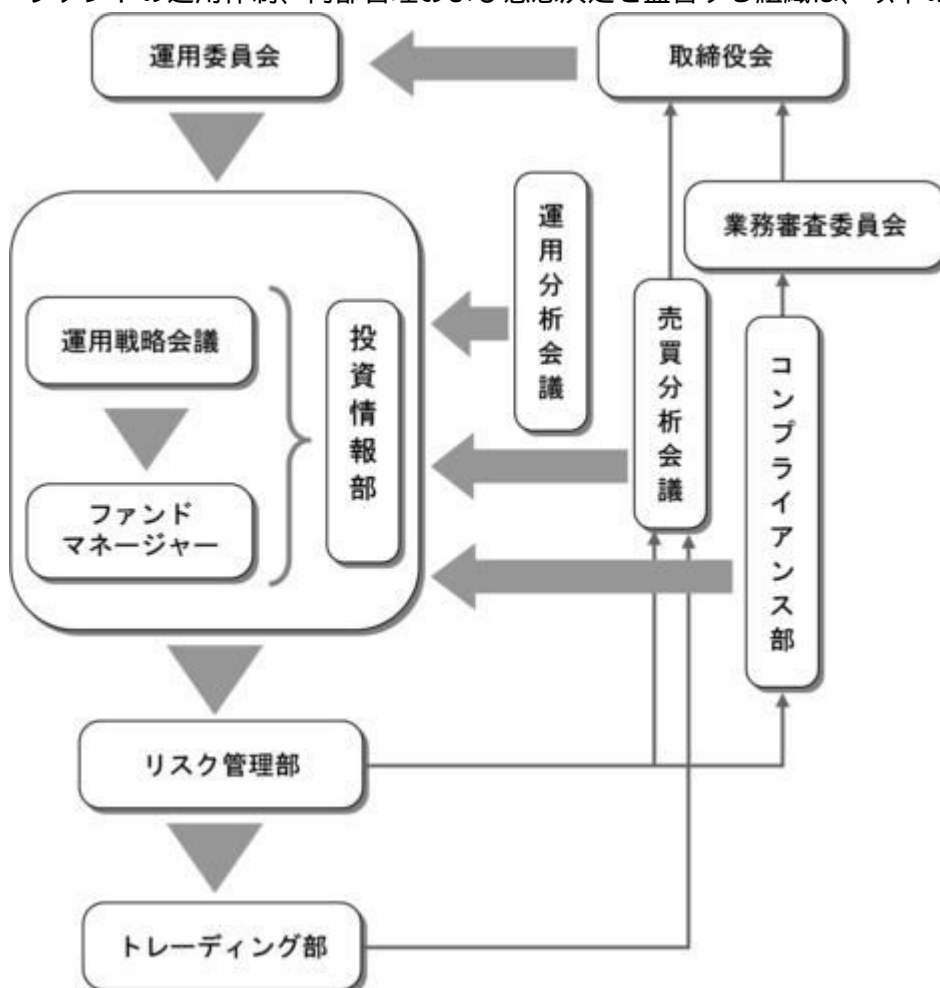 運用委員会
取締役会
業務審査委員会
運用分析会議
売買分析会議
コンプライアンス部
運用戦略会議
投資情報部
ファンド
マネージャー
リスク管理部
トレーディング部